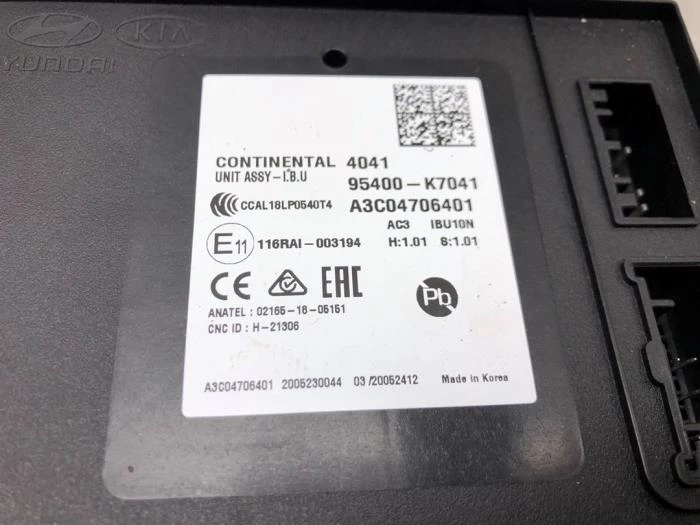 HYUNDAI KIA
CONTINENTAL 4041
UNIT ASSY-I.B.U
95400-K7041
CCC CCAL18LP0540T4 A3C04706401
AC3 IBU10N
E11 116RAI-003194 H:1.01 S:1.01
CE EAC
Pb
ANATEL : 02165-18-05151
CNC ID : H-21306
A3C04706401 2005230044 03 /20052412 Made in Korea